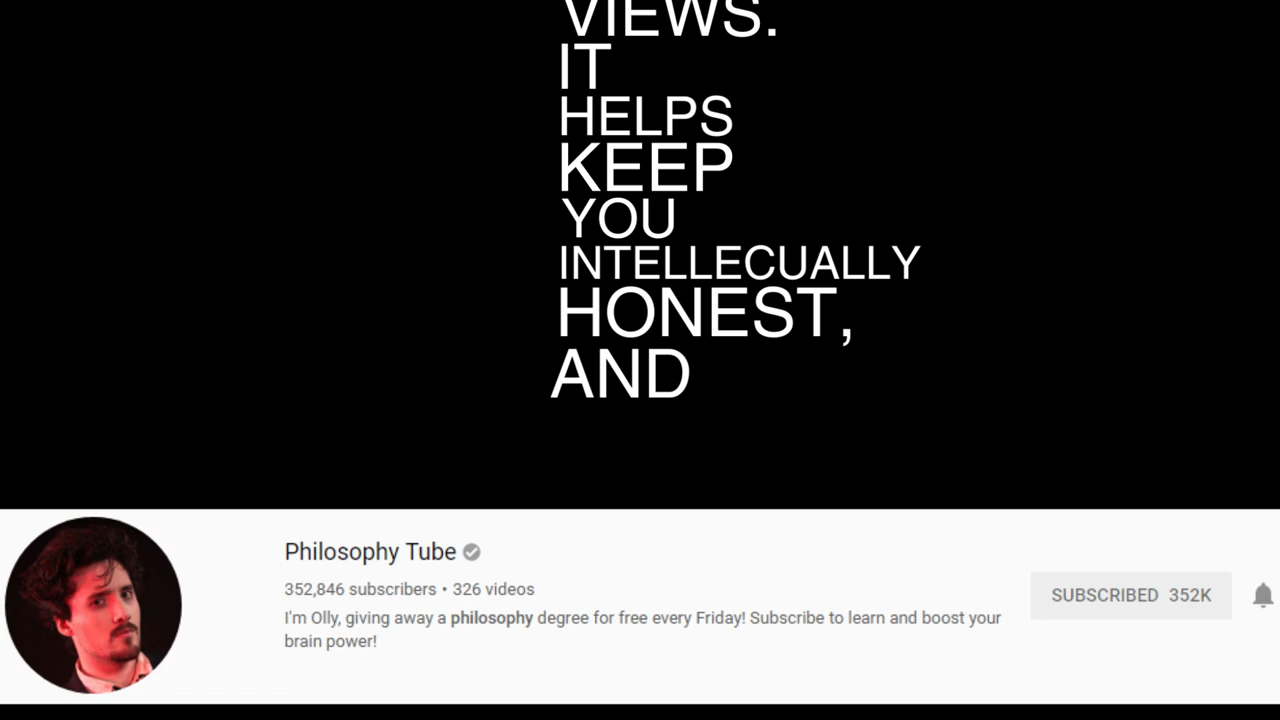 VIEWS.
IT
HELPS
KEEP
YOU
INTELLECUALLY
HONEST,
AND
Philosophy Tube
352,846 subscribers • 326 videos
SUBSCRIBED 352K
I'm Olly, giving away a philosophy degree for free every Friday! Subscribe to learn and boost your
brain power!